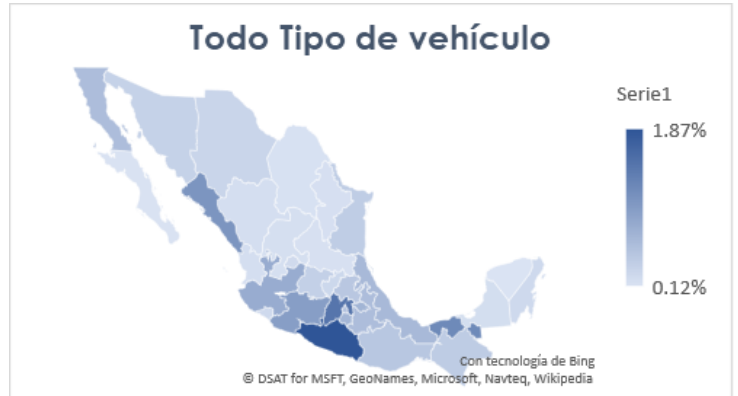 Todo Tipo de vehículo
Serie1
1.87%
0.12%
Con tecnología de Bing
© DSAT for MSFT, GeoNames, Microsoft, Navteq, Wikipedia